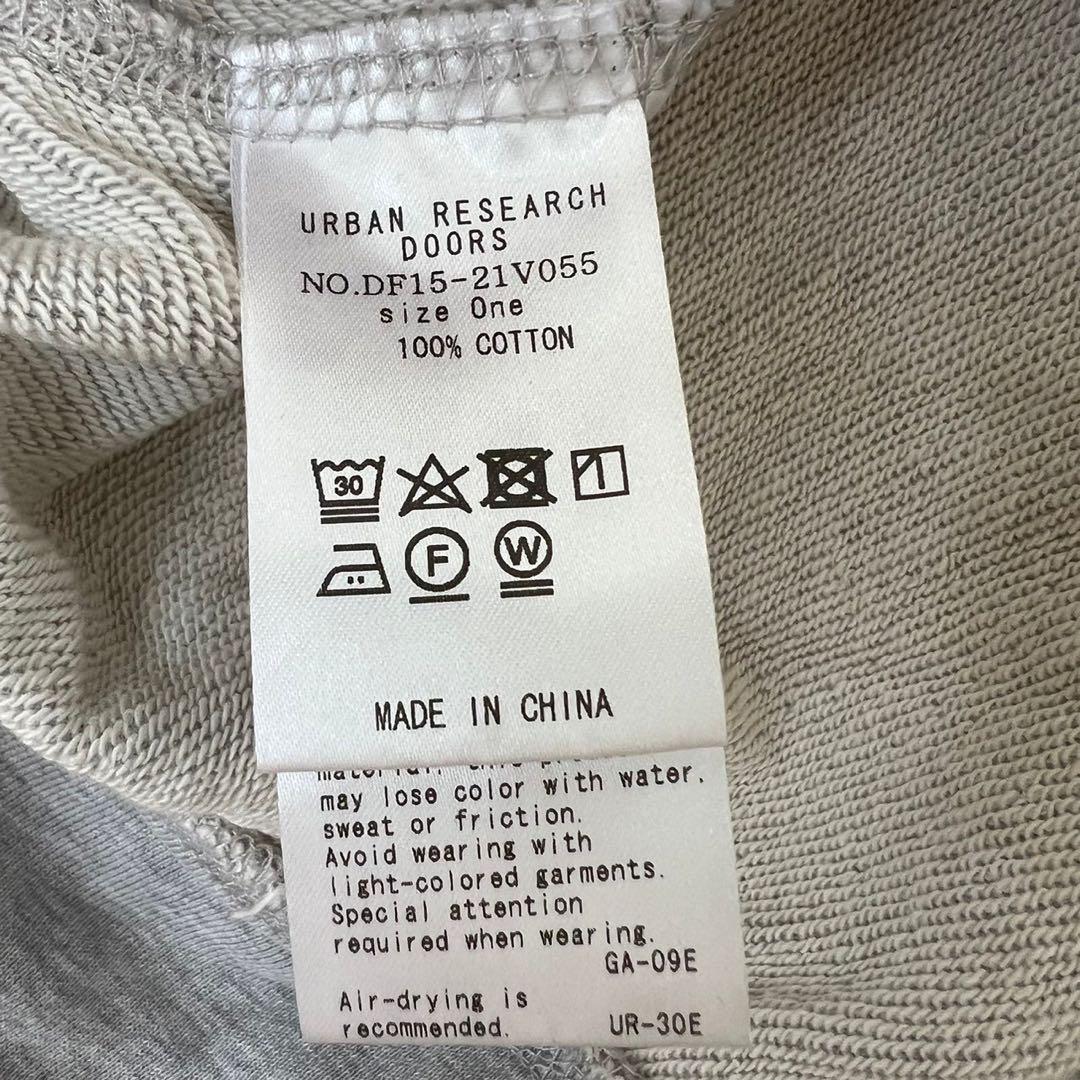 URBAN RESEARCH
DOORS
NO.DF15-21V055
size One
100% COTTON
30
F
W
MADE IN CHINA
may lose color with water,
sweat or friction.
Avoid wearing with
light-colored garments.
Special attention
required when wearing.
GA-09E
Air-drying is
recommended.
UR-30E